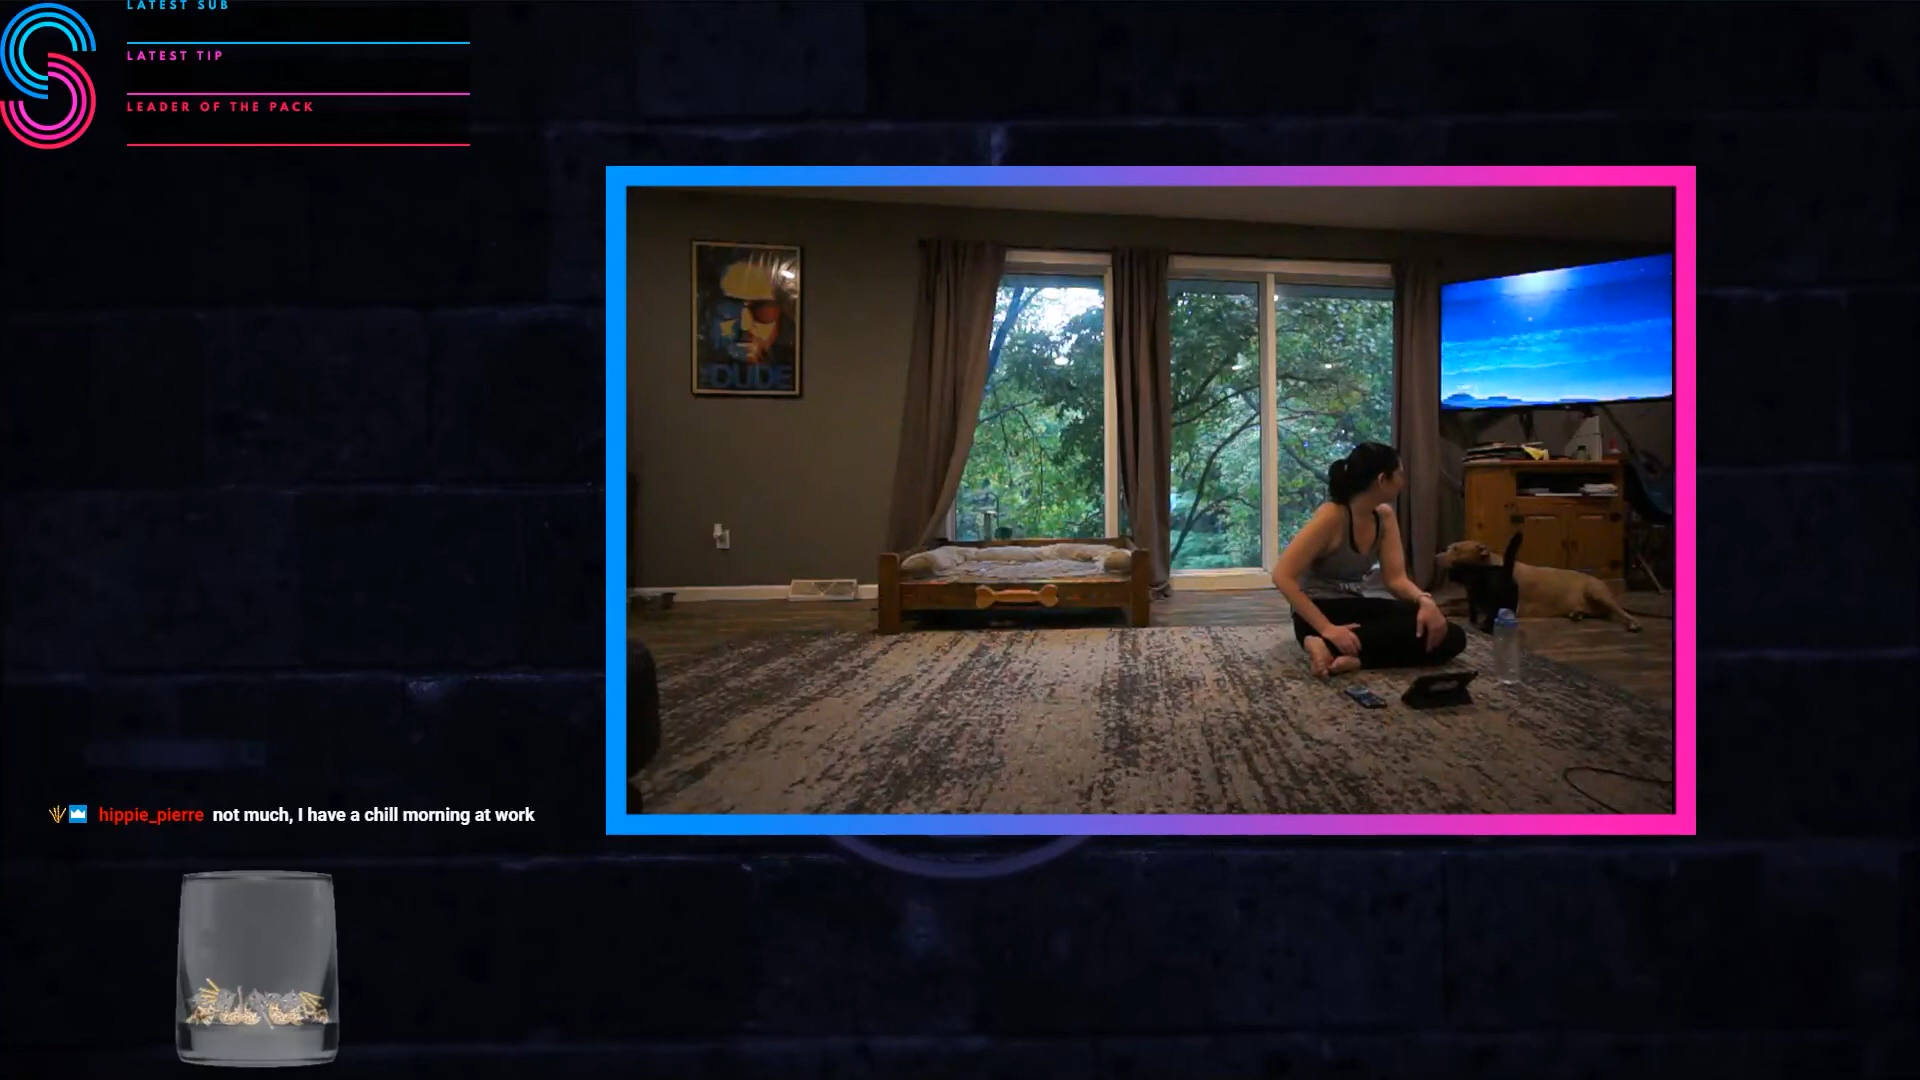 LATEST SUB
LATEST TIP
LEADER OF THE PACK
DUDE
hippie_pierre not much, I have a chill morning at work